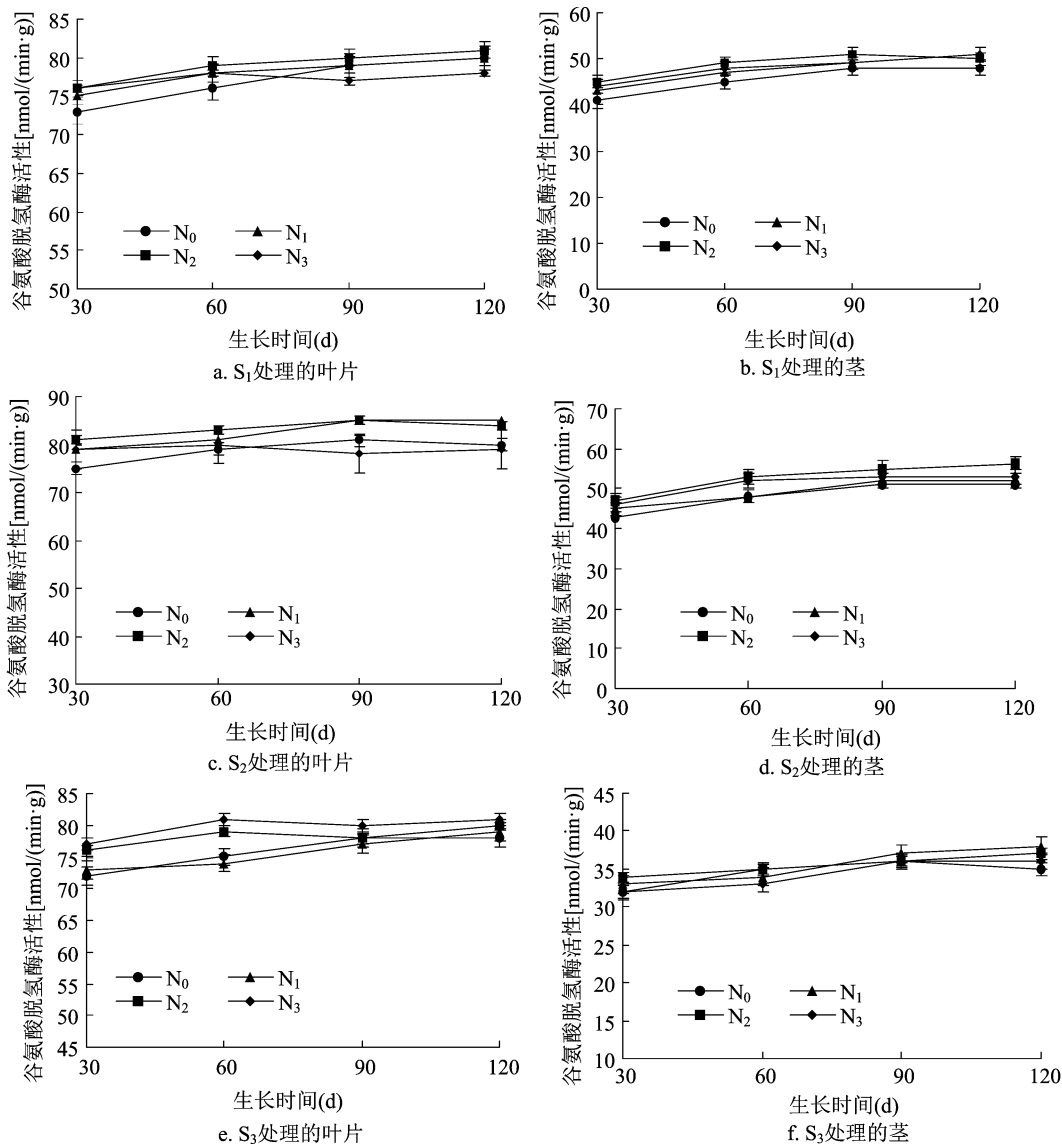 谷氨酸脱氢酶活性[nmol/(min·g)]
85
80
75
70
65
60
55
50
30
60
90
120
N₀
N₁
N₂
N₃
生长时间(d)
a. S₁处理的叶片
谷氨酸脱氢酶活性[nmol/(min·g)]
60
50
40
30
20
10
0
30
60
90
120
N₀
N₁
N₂
N₃
生长时间(d)
b. S₁处理的茎
谷氨酸脱氢酶活性[nmol/(min·g)]
90
80
70
60
50
40
30
30
60
90
120
N₀
N₁
N₂
N₃
生长时间(d)
c. S₂处理的叶片
谷氨酸脱氢酶活性[nmol/(min·g)]
70
60
50
40
30
20
10
0
30
60
90
120
N₀
N₁
N₂
N₃
生长时间(d)
d. S₂处理的茎
谷氨酸脱氢酶活性[nmol/(min·g)]
85
80
75
70
65
60
55
50
45
30
60
90
120
N₀
N₁
N₂
N₃
生长时间(d)
e. S₃处理的叶片
谷氨酸脱氢酶活性[nmol/(min·g)]
45
40
35
30
25
20
15
10
30
60
90
120
N₀
N₁
N₂
N₃
生长时间(d)
f. S₃处理的茎